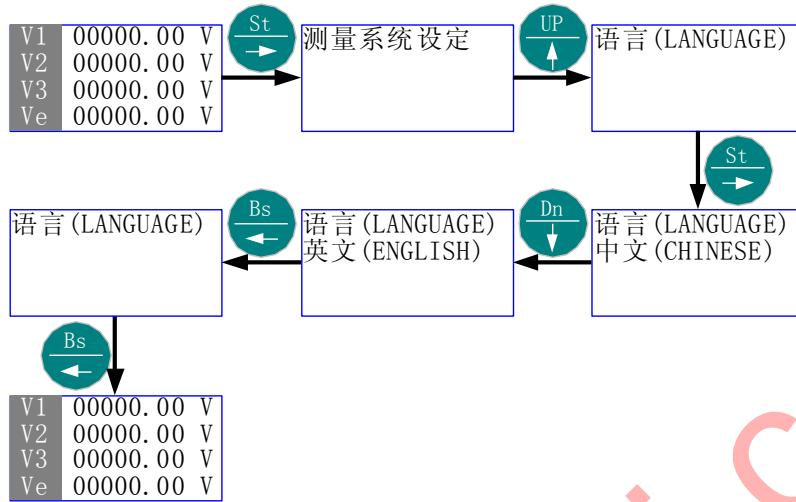 V1 00000.00 V
V2 00000.00 V
V3 00000.00 V
Ve 00000.00 V
St
测量系统设定
UP
语言(LANGUAGE)
St
语言(LANGUAGE)
中文(CHINESE)
Dn
语言(LANGUAGE)
英文(ENGLISH)
Bs
语言(LANGUAGE)
Bs
V1 00000.00 V
V2 00000.00 V
V3 00000.00 V
Ve 00000.00 V